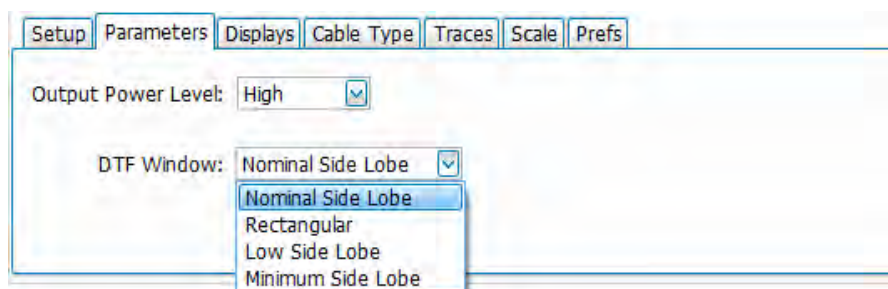 Setup Parameters Displays Cable Type Traces Scale Prefs
Output Power Level: High
DTF Window: Nominal Side Lobe
Nominal Side Lobe
Rectangular
Low Side Lobe
Minimum Side Lobe